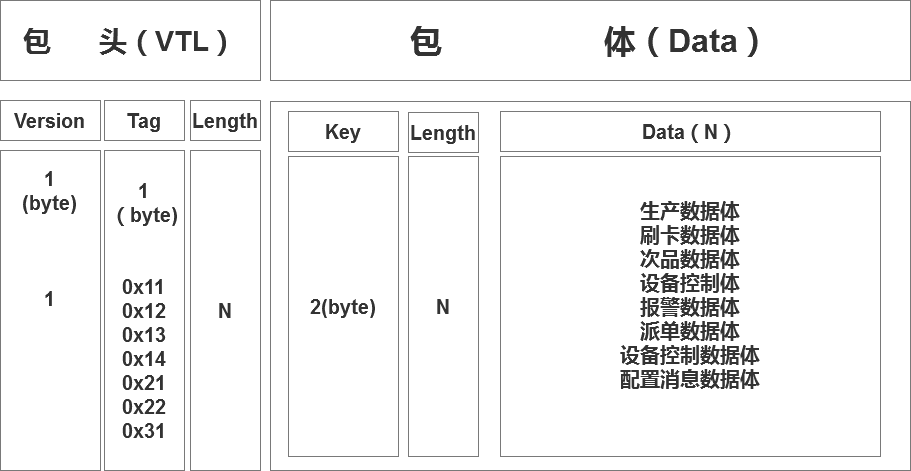 包 头（VTL）
包 体（Data）
Version
Tag
Length
Key
Length
Data（N）
1
(byte)
1
1
（byte)
0x11
0x12
0x13
0x14
0x21
0x22
0x31
N
2(byte)
N
生产数据体
刷卡数据体
次品数据体
设备控制体
报警数据体
派单数据体
设备控制数据体
配置消息数据体